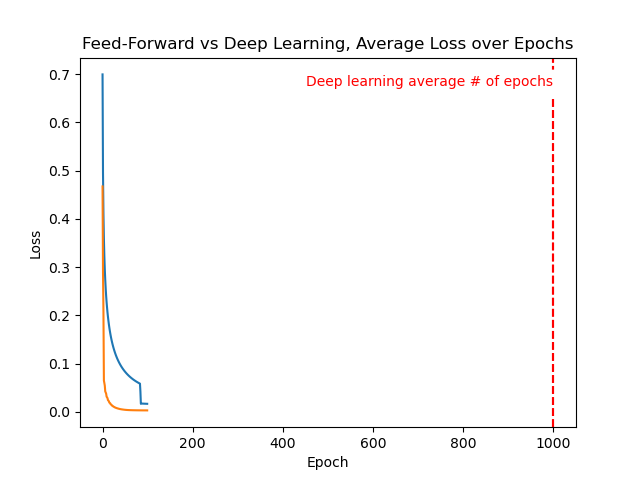 Feed-Forward vs Deep Learning, Average Loss over Epochs
Deep learning average # of epochs
0.7
0.6
0.5
0.4
0.3
0.2
0.1
0.0
Loss
0 200 400 600 800 1000
Epoch